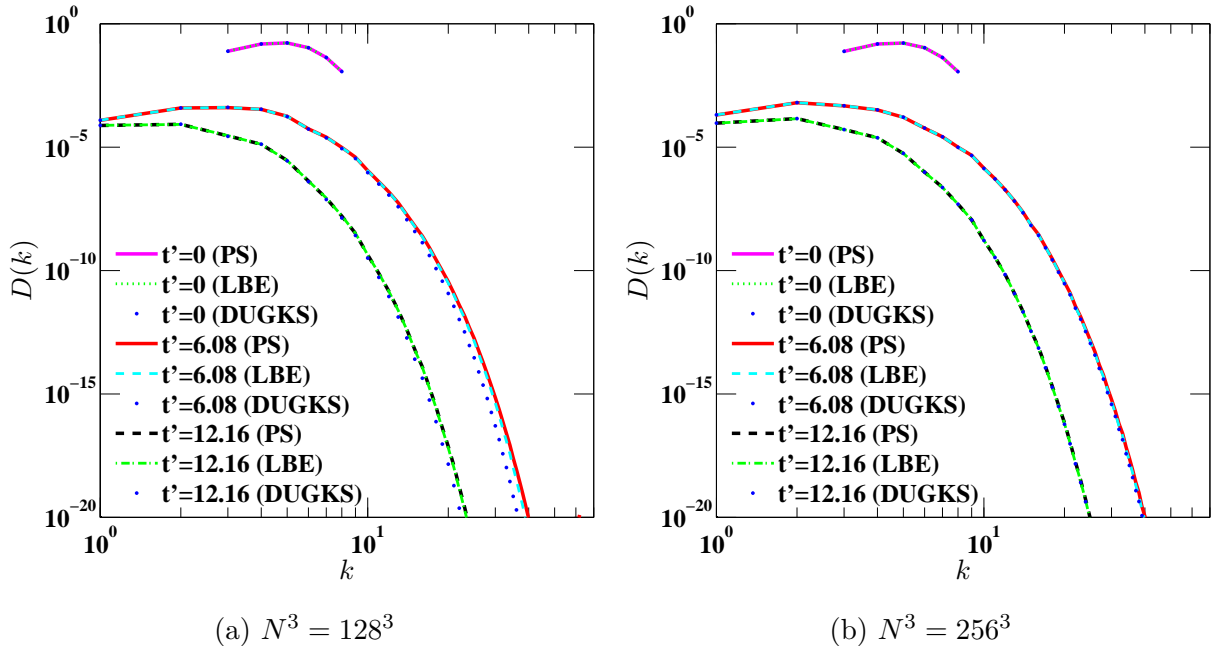 10^0
10^−5
10^−10
10^−15
10^−20
D(k)
t'=0 (PS)
t'=0 (LBE)
t'=0 (DUGKS)
t'=6.08 (PS)
t'=6.08 (LBE)
t'=6.08 (DUGKS)
t'=12.16 (PS)
t'=12.16 (LBE)
t'=12.16 (DUGKS)
10^0 10^1
k
(a) N^3 = 128^3
10^0
10^−5
10^−10
10^−15
10^−20
D(k)
t'=0 (PS)
t'=0 (LBE)
t'=0 (DUGKS)
t'=6.08 (PS)
t'=6.08 (LBE)
t'=6.08 (DUGKS)
t'=12.16 (PS)
t'=12.16 (LBE)
t'=12.16 (DUGKS)
10^0 10^1
k
(b) N^3 = 256^3